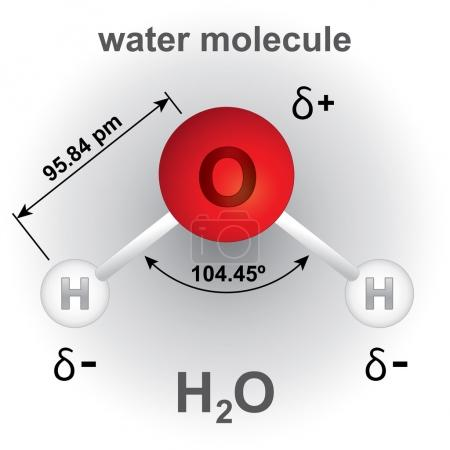 water molecule
δ+
95.84 pm
O
104.45º
H
H
δ-
δ-
H₂O